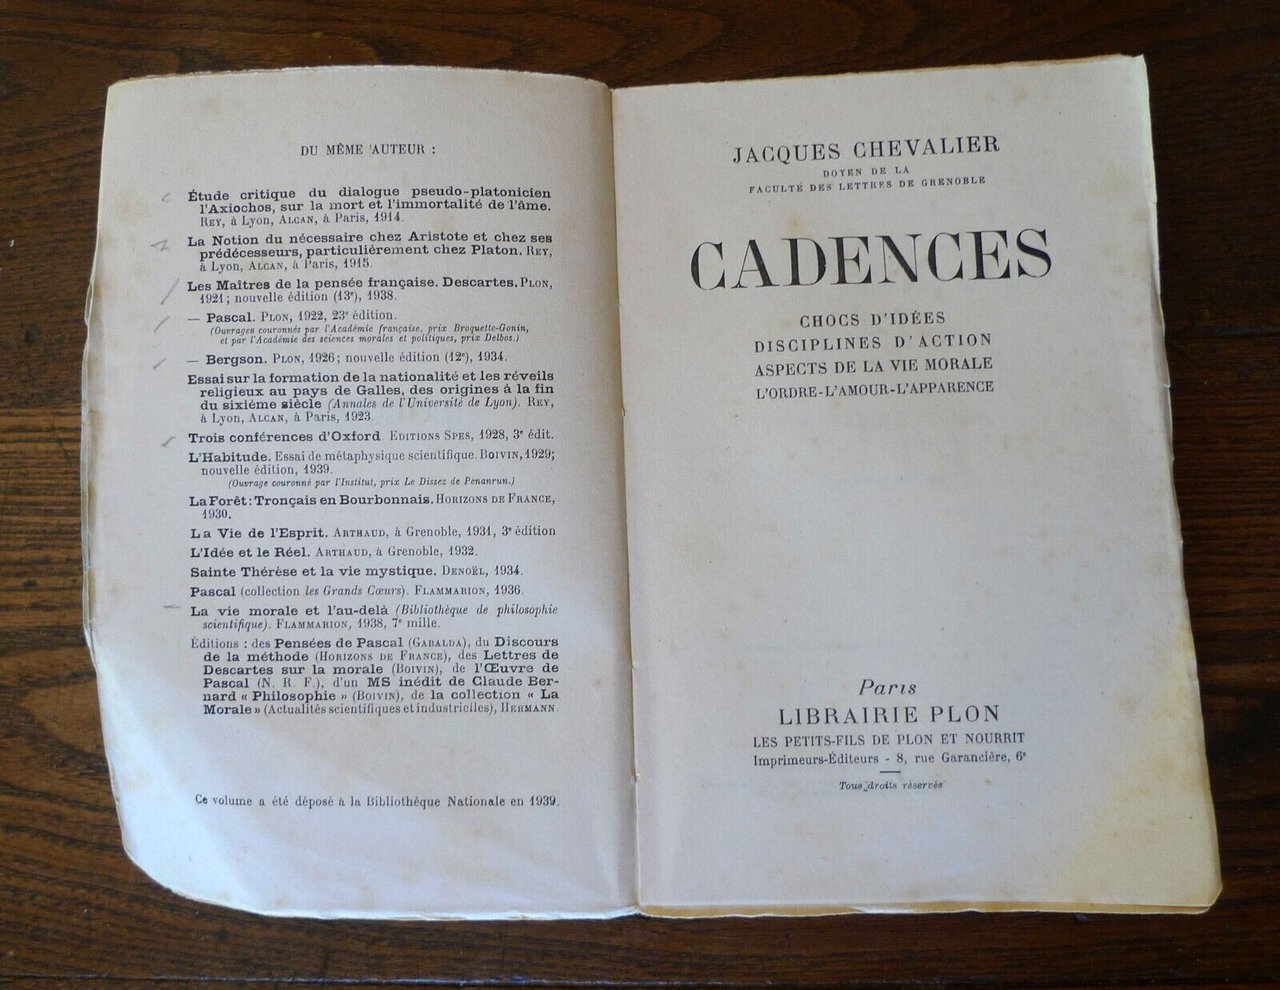 DU MÊME AUTEUR :
Étude critique du dialogue pseudo-platonicien
l'Axiochos, sur la mort et l'immortalité de l'âme.
REY, à Lyon, ALCAN, à Paris, 1914.
La Notion du nécessaire chez Aristote et chez ses
prédécesseurs, particulièrement chez Platon. REY,
à Lyon, ALCAN, à Paris, 1915.
Les Maîtres de la pensée française. Descartes. PLON,
1921 ; nouvelle édition (13e), 1938.
— Pascal. PLON, 1922, 23e édition.
(Ouvrages couronnés par l'Académie française, prix Broquette-Gonin,
et par l'Académie des sciences morales et politiques, prix Delbos.)
— Bergson. PLON, 1926 ; nouvelle édition (12e), 1934.
Essai sur la formation de la nationalité et les réveils
religieux au pays de Galles, des origines à la fin
du sixième siècle (Annales de l'Université de Lyon). REY,
à Lyon, ALCAN, à Paris, 1923.
Trois conférences d'Oxford. EDITIONS SPES, 1928, 3e édit.
L'Habitude. Essai de métaphysique scientifique. BOIVIN, 1929;
nouvelle édition, 1939.
(Ouvrage couronné par l'Institut, prix Le Dissez de Penanrun.)
La Forêt : Tronçais en Bourbonnais. HORIZONS DE FRANCE,
1930.
La Vie de l'Esprit. ARTHAUD, à Grenoble, 1931, 3e édition
L'Idée et le Réel. ARTHAUD, à Grenoble, 1932.
Sainte Thérèse et la vie mystique. DENOËL, 1934.
Pascal (collection les Grands Cœurs). FLAMMARION, 1936.
La vie morale et l'au-delà (Bibliothèque de philosophie
scientifique). FLAMMARION, 1938, 7e mille.
Éditions : des Pensées de Pascal (GABALDA), du Discours
de la méthode (HORIZONS DE FRANCE), des Lettres de
Descartes sur la morale (BOIVIN), de l'Œuvre de
Pascal (N. R. F.), d'un MS inédit de Claude Ber-
nard « Philosophie » (BOIVIN), de la collection « La
Morale » (Actualités scientifiques et industrielles), HERMANN.
Ce volume a été déposé à la Bibliothèque Nationale en 1939.
JACQUES CHEVALIER
DOYEN DE LA
FACULTÉ DES LETTRES DE GRENOBLE
CADENCES
CHOCS D'IDÉES
DISCIPLINES D'ACTION
ASPECTS DE LA VIE MORALE
L'ORDRE-L'AMOUR-L'APPARENCE
Paris
LIBRAIRIE PLON
LES PETITS-FILS DE PLON ET NOURRIT
Imprimeurs-Éditeurs - 8, rue Garancière, 6e
Tous droits réservés